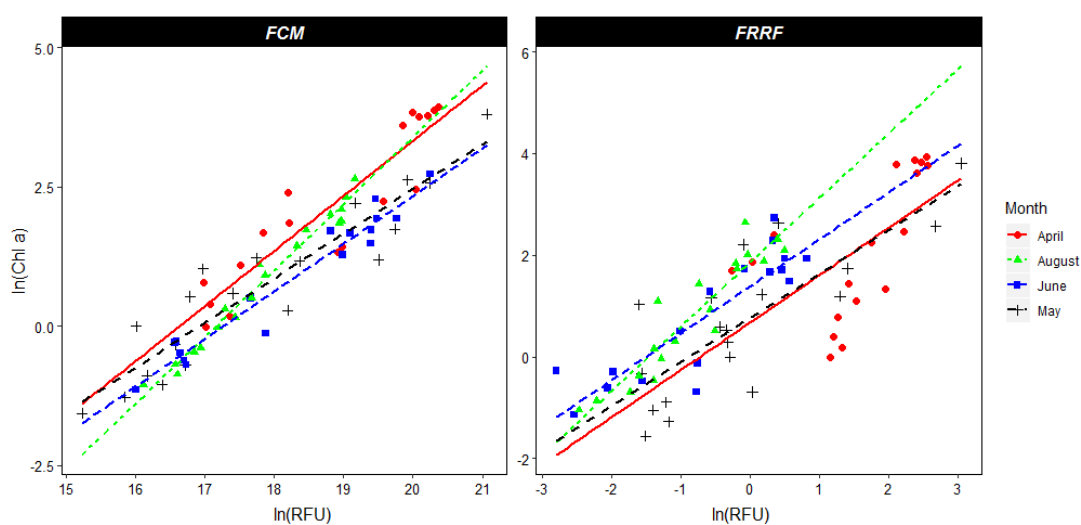 FCM
FRRF
ln(Chl a)
5.0
2.5
0.0
-2.5
6
4
2
0
-2
15 16 17 18 19 20 21
-3 -2 -1 0 1 2 3
ln(RFU)
ln(RFU)
Month
April
August
June
May